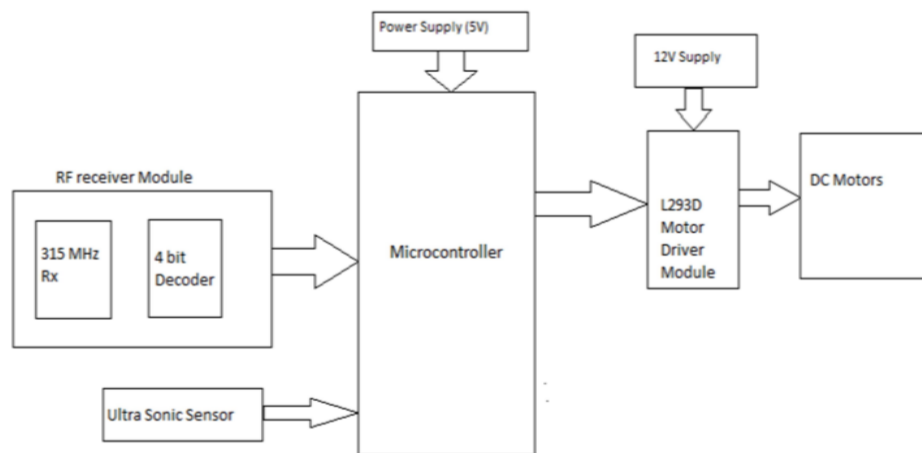 Power Supply (5V)
12V Supply
RF receiver Module
315 MHz
Rx
4 bit
Decoder
Microcontroller
L293D
Motor
Driver
Module
DC Motors
Ultra Sonic Sensor